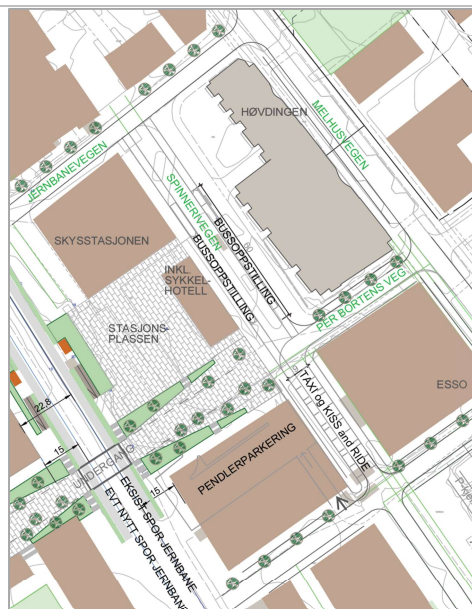 HØVDINGEN
MELHUSVEGEN
JERNBANEVEGEN
SPINNERIVEGEN
BUSSOPPSTILLING
BUSSOPPSTILLING
SKYSSTASJONEN
INKL.
SYKKEL-
HOTELL
STASJONS-
PLASSEN
PER BORTENS VEG
TAXI og KISS and RIDE
ESSO
22,8
15
UNDERGANG
15
PENDLERPARKERING
EKSIST SPOR JERNBANE
EVT NYTT SPOR JERNBANE